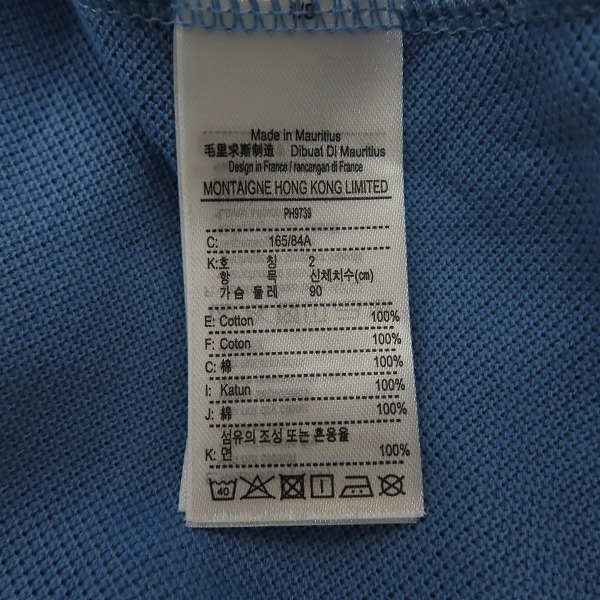 Made in Mauritius
毛里求斯制造 Dibuat Di Mauritius
Design in France / rancangan di France
MONTAIGNE HONG KONG LIMITED
PH9739
C: 165/84A
K: 호 칭 2
항 목 신체치수(cm)
가슴 둘레 90
E: Cotton 100%
F: Coton 100%
C: 棉 100%
I: Katun 100%
J: 綿 100%
섬유의 조성 또는 혼용율
K: 면 100%
40